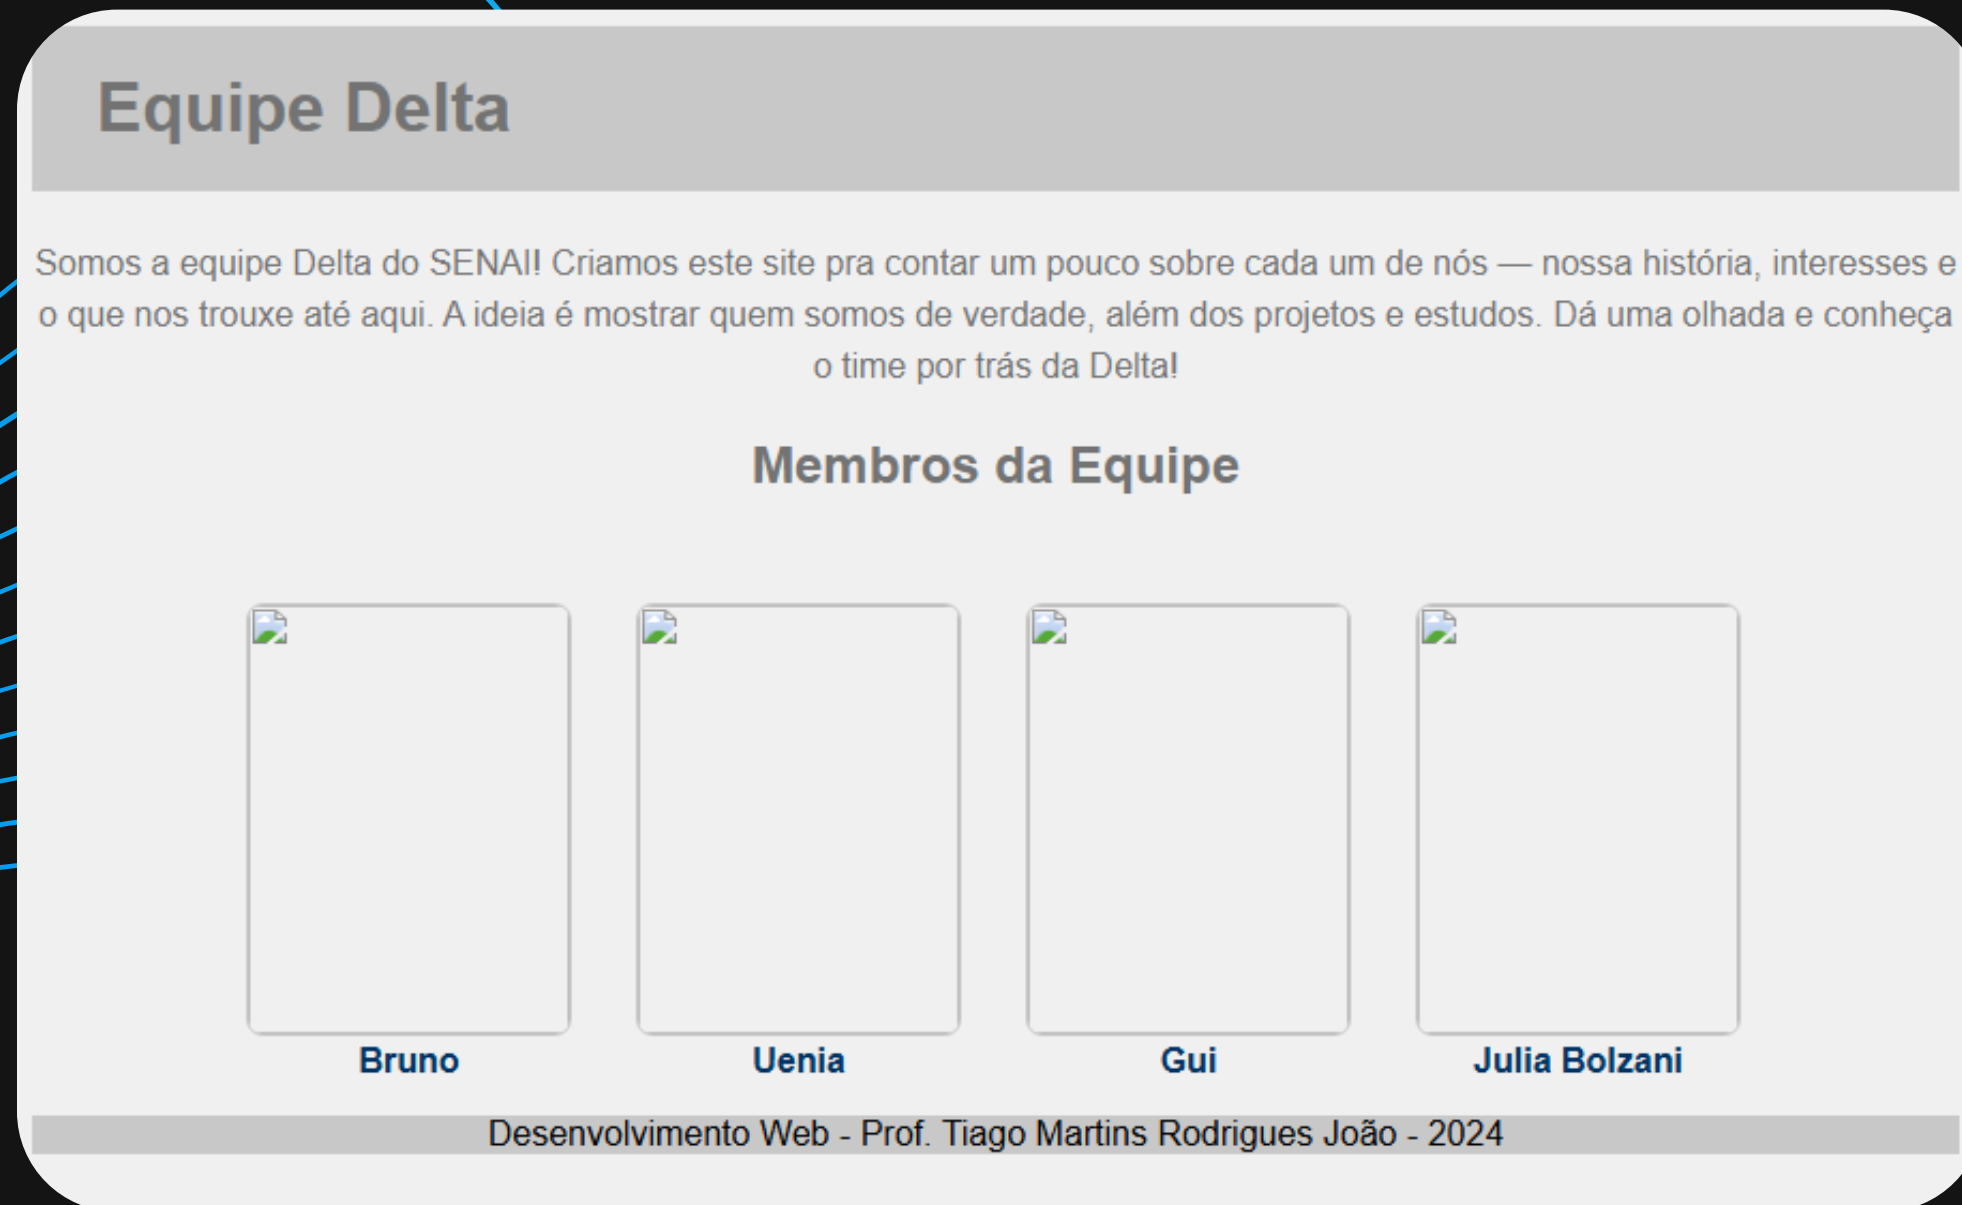 Equipe Delta
Somos a equipe Delta do SENAI! Criamos este site pra contar um pouco sobre cada um de nós — nossa história, interesses e
o que nos trouxe até aqui. A ideia é mostrar quem somos de verdade, além dos projetos e estudos. Dá uma olhada e conheça
o time por trás da Delta!
Membros da Equipe
Bruno
Uenia
Gui
Julia Bolzani
Desenvolvimento Web - Prof. Tiago Martins Rodrigues João - 2024